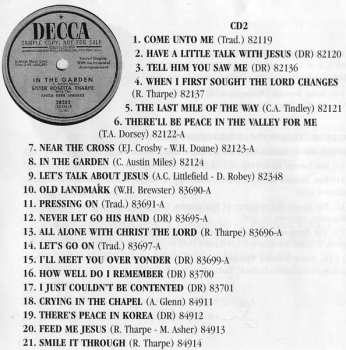 DECCA
SAMPLE COPY, NOT FOR SALE
IN THE GARDEN
SISTER ROSETTA THARPE
CD2
1. COME UNTO ME (Trad.) 82119
2. HAVE A LITTLE TALK WITH JESUS (DR) 82120
3. TELL HIM YOU SAW ME (DR) 82136
4. WHEN I FIRST SOUGHT THE LORD CHANGES
(R. Tharpe) 82137
5. THE LAST MILE OF THE WAY (C.A. Tindley) 82121
6. THERE'LL BE PEACE IN THE VALLEY FOR ME
(T.A. Dorsey) 82122-A
7. NEAR THE CROSS (F.J. Crosby - W.H. Doane) 82123-A
8. IN THE GARDEN (C. Austin Miles) 82124
9. LET'S TALK ABOUT JESUS (A.C. Littlefield - D. Robey) 82348
10. OLD LANDMARK (W.H. Brewster) 83690-A
11. PRESSING ON (Trad.) 83691-A
12. NEVER LET GO HIS HAND (DR) 83695-A
13. ALL ALONE WITH CHRIST THE LORD (R. Tharpe) 83696-A
14. LET'S GO ON (Trad.) 83697-A
15. I'LL MEET YOU OVER YONDER (DR) 83699-A
16. HOW WELL DO I REMEMBER (DR) 83700
17. I JUST COULDN'T BE CONTENTED (DR) 83701
18. CRYING IN THE CHAPEL (A. Glenn) 84911
19. THERE'S PEACE IN KOREA (DR) 84912
20. FEED ME JESUS (R. Tharpe - M. Asher) 84913
21. SMILE IT THROUGH (R. Tharpe) 84914